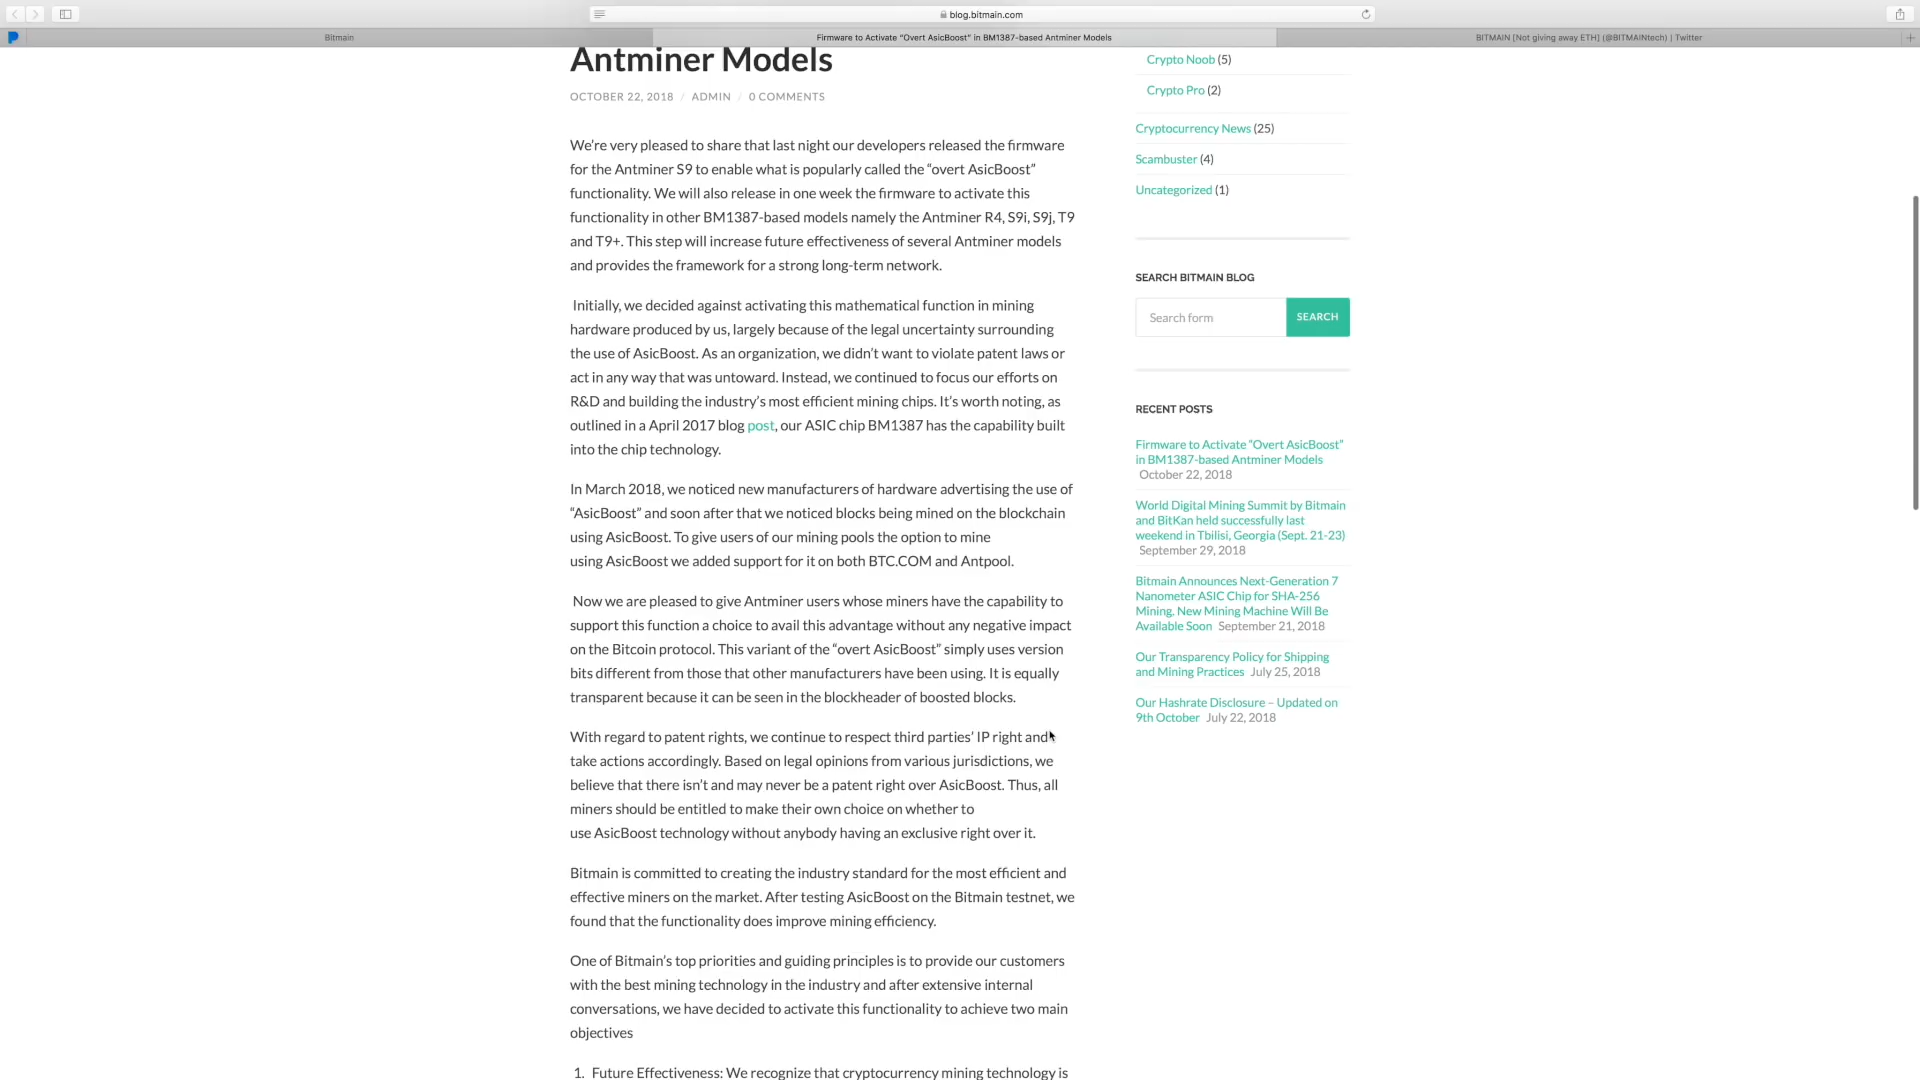 blog.bitmain.com
Bitmain
Firmware to Activate “Overt AsicBoost” in BM1387-based Antminer Models
BITMAIN [Not giving away ETH] (@BITMAINtech) | Twitter
Antminer Models
OCTOBER 22, 2018 / ADMIN / 0 COMMENTS
We’re very pleased to share that last night our developers released the firmware
for the Antminer S9 to enable what is popularly called the “overt AsicBoost”
functionality. We will also release in one week the firmware to activate this
functionality in other BM1387-based models namely the Antminer R4, S9i, S9j, T9
and T9+. This step will increase future effectiveness of several Antminer models
and provides the framework for a strong long-term network.
Initially, we decided against activating this mathematical function in mining
hardware produced by us, largely because of the legal uncertainty surrounding
the use of AsicBoost. As an organization, we didn’t want to violate patent laws or
act in any way that was untoward. Instead, we continued to focus our efforts on
R&D and building the industry’s most efficient mining chips. It’s worth noting, as
outlined in a April 2017 blog post, our ASIC chip BM1387 has the capability built
into the chip technology.
In March 2018, we noticed new manufacturers of hardware advertising the use of
“AsicBoost” and soon after that we noticed blocks being mined on the blockchain
using AsicBoost. To give users of our mining pools the option to mine
using AsicBoost we added support for it on both BTC.COM and Antpool.
Now we are pleased to give Antminer users whose miners have the capability to
support this function a choice to avail this advantage without any negative impact
on the Bitcoin protocol. This variant of the “overt AsicBoost” simply uses version
bits different from those that other manufacturers have been using. It is equally
transparent because it can be seen in the blockheader of boosted blocks.
With regard to patent rights, we continue to respect third parties’ IP right and
take actions accordingly. Based on legal opinions from various jurisdictions, we
believe that there isn’t and may never be a patent right over AsicBoost. Thus, all
miners should be entitled to make their own choice on whether to
use AsicBoost technology without anybody having an exclusive right over it.
Bitmain is committed to creating the industry standard for the most efficient and
effective miners on the market. After testing AsicBoost on the Bitmain testnet, we
found that the functionality does improve mining efficiency.
One of Bitmain’s top priorities and guiding principles is to provide our customers
with the best mining technology in the industry and after extensive internal
conversations, we have decided to activate this functionality to achieve two main
objectives
1. Future Effectiveness: We recognize that cryptocurrency mining technology is
Crypto Noob (5)
Crypto Pro (2)
Cryptocurrency News (25)
Scambuster (4)
Uncategorized (1)
SEARCH BITMAIN BLOG
Search form
SEARCH
RECENT POSTS
Firmware to Activate “Overt AsicBoost”
in BM1387-based Antminer Models
October 22, 2018
World Digital Mining Summit by Bitmain
and BitKan held successfully last
weekend in Tbilisi, Georgia (Sept. 21-23)
September 29, 2018
Bitmain Announces Next-Generation 7
Nanometer ASIC Chip for SHA-256
Mining. New Mining Machine Will Be
Available Soon September 21, 2018
Our Transparency Policy for Shipping
and Mining Practices July 25, 2018
Our Hashrate Disclosure – Updated on
9th October July 22, 2018